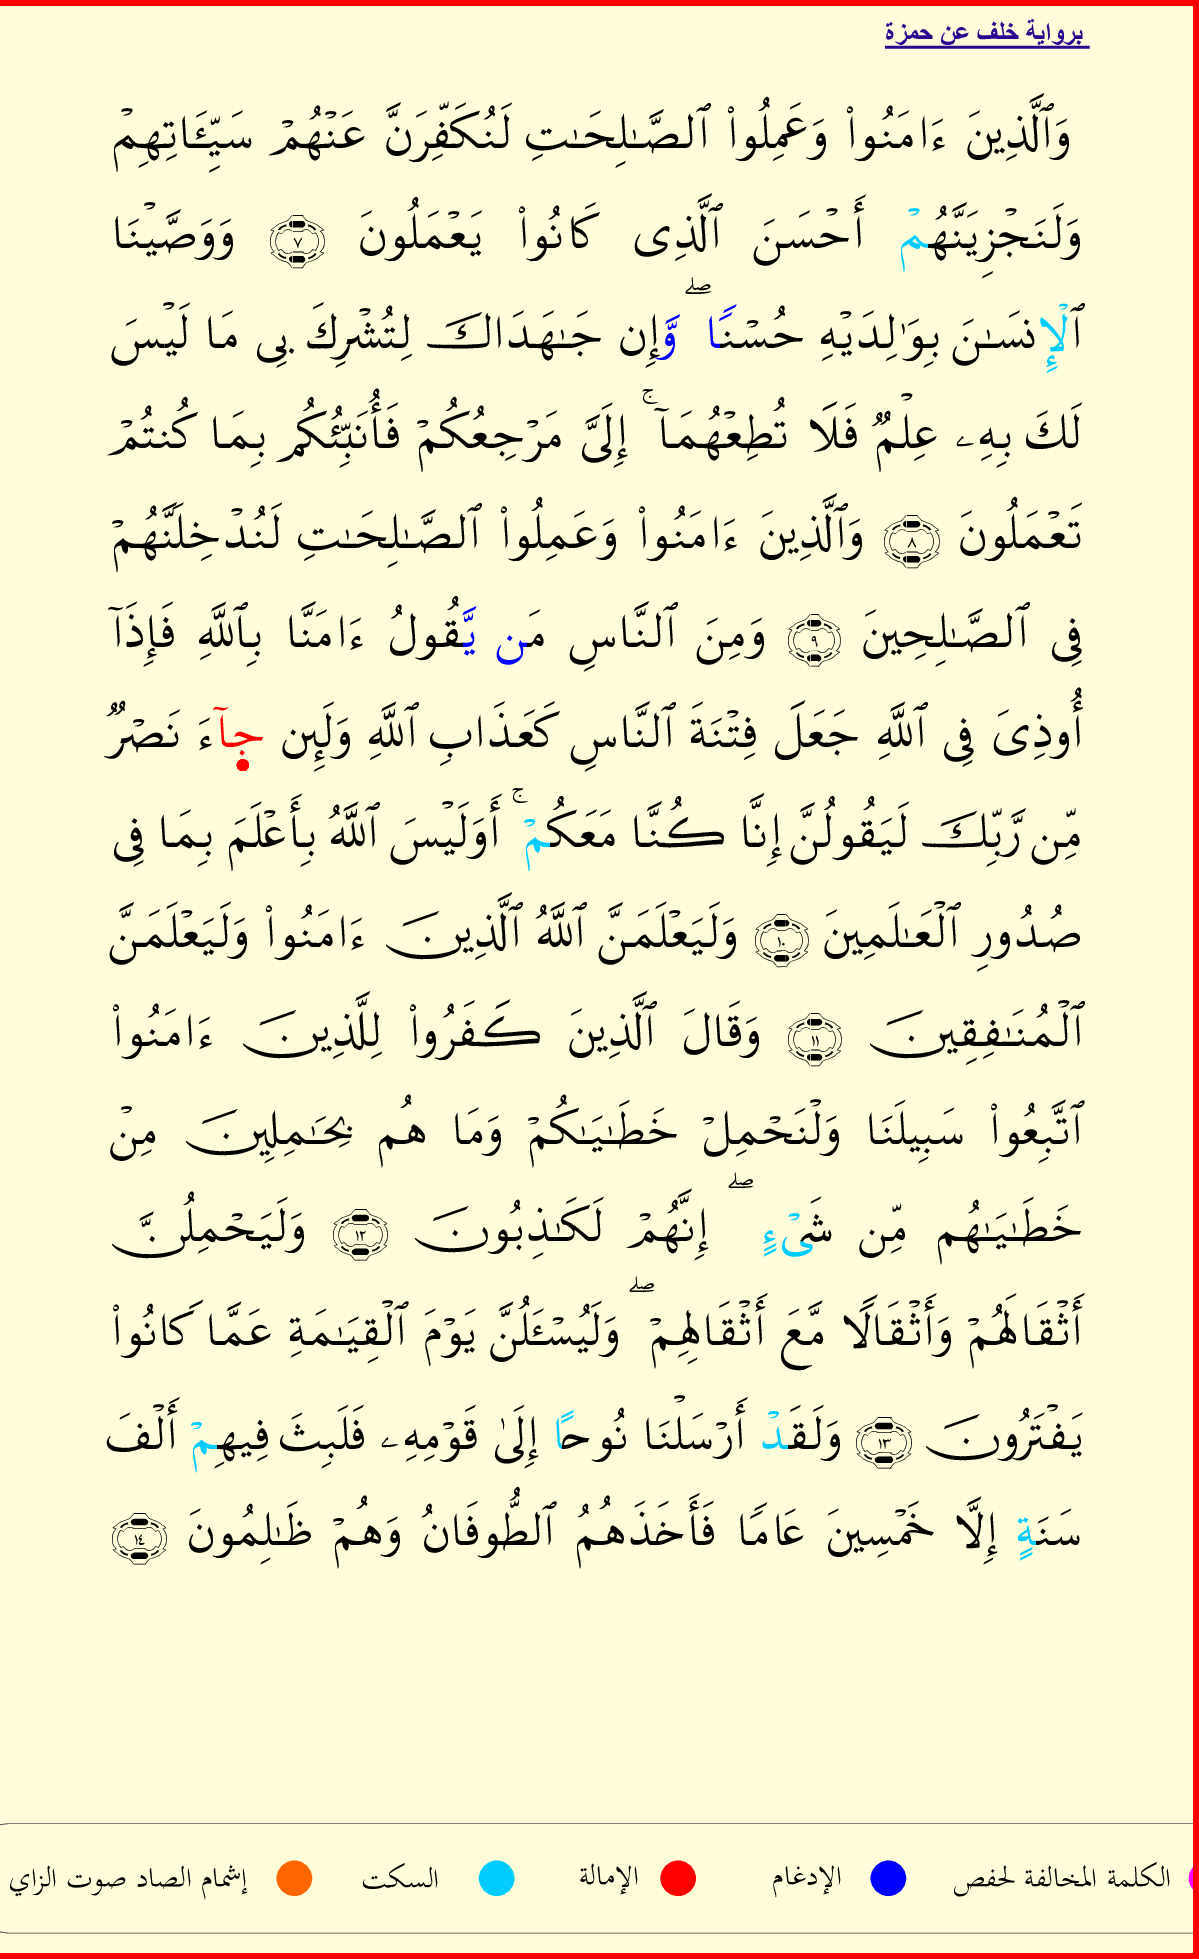 برواية خلف عن حمزة
وَٱلَّذِينَ ءَامَنُوا۟ وَعَمِلُوا۟ ٱلصَّـٰلِحَـٰتِ لَنُكَفِّرَنَّ عَنْهُمْ سَيِّـَٔاتِهِمْ
وَلَنَجْزِيَنَّهُمْ أَحْسَنَ ٱلَّذِى كَانُوا۟ يَعْمَلُونَ ٧ وَوَصَّيْنَا
ٱلْإِنسَـٰنَ بِوَٰلِدَيْهِ حُسْنًا ۖ وَّإِن جَـٰهَدَاكَ لِتُشْرِكَ بِى مَا لَيْسَ
لَكَ بِهِۦ عِلْمٌ فَلَا تُطِعْهُمَآ ۚ إِلَىَّ مَرْجِعُكُمْ فَأُنَبِّئُكُم بِمَا كُنتُمْ
تَعْمَلُونَ ٨ وَٱلَّذِينَ ءَامَنُوا۟ وَعَمِلُوا۟ ٱلصَّـٰلِحَـٰتِ لَنُدْخِلَنَّهُمْ
فِى ٱلصَّـٰلِحِينَ ٩ وَمِنَ ٱلنَّاسِ مَن يَّقُولُ ءَامَنَّا بِٱللَّهِ فَإِذَآ
أُوذِىَ فِى ٱللَّهِ جَعَلَ فِتْنَةَ ٱلنَّاسِ كَعَذَابِ ٱللَّهِ وَلَئِن جآءَ نَصْرٌ
مِّن رَّبِّكَ لَيَقُولُنَّ إِنَّا كُنَّا مَعَكُمْ ۚ أَوَلَيْسَ ٱللَّهُ بِأَعْلَمَ بِمَا فِى
صُدُورِ ٱلْعَـٰلَمِينَ ١٠ وَلَيَعْلَمَنَّ ٱللَّهُ ٱلَّذِينَ ءَامَنُوا۟ وَلَيَعْلَمَنَّ
ٱلْمُنَـٰفِقِينَ ١١ وَقَالَ ٱلَّذِينَ كَفَرُوا۟ لِلَّذِينَ ءَامَنُوا۟
ٱتَّبِعُوا۟ سَبِيلَنَا وَلْنَحْمِلْ خَطَـٰيَـٰكُمْ وَمَا هُم بِحَـٰمِلِينَ مِنْ
خَطَـٰيَـٰهُم مِّن شَىْءٍ ۖ إِنَّهُمْ لَكَـٰذِبُونَ ١٢ وَلَيَحْمِلُنَّ
أَثْقَالَهُمْ وَأَثْقَالًا مَّعَ أَثْقَالِهِمْ ۖ وَلَيُسْـَٔلُنَّ يَوْمَ ٱلْقِيَـٰمَةِ عَمَّا كَانُوا۟
يَفْتَرُونَ ١٣ وَلَقَدْ أَرْسَلْنَا نُوحًا إِلَىٰ قَوْمِهِۦ فَلَبِثَ فِيهِمْ أَلْفَ
سَنَةٍ إِلَّا خَمْسِينَ عَامًا فَأَخَذَهُمُ ٱلطُّوفَانُ وَهُمْ ظَـٰلِمُونَ ١٤
الكلمة المخالفة لحفص الإدغام الإمالة السكت إشمام الصاد صوت الزاي